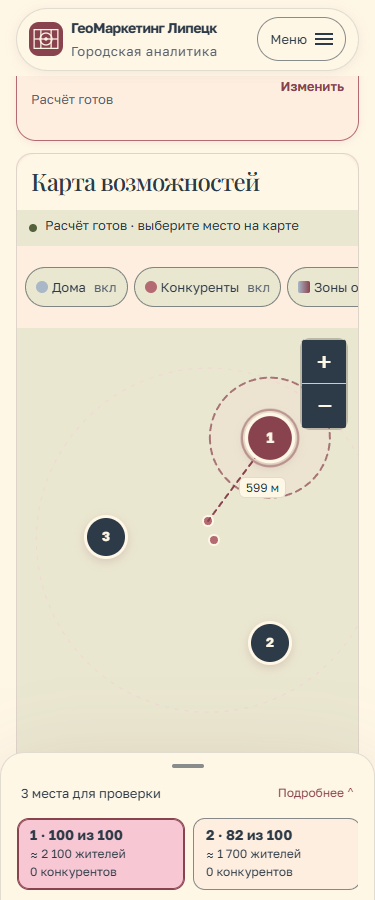 ГеоМаркетинг Липецк
Городская аналитика
Меню
Изменить
Расчёт готов
Карта возможностей
Расчёт готов · выберите место на карте
Дома вкл
Конкуренты вкл
Зоны о
+
−
1
599 м
3
2
3 места для проверки
Подробнее ^
1 · 100 из 100
≈ 2 100 жителей
0 конкурентов
2 · 82 из 100
≈ 1 700 жителей
0 конкурентов